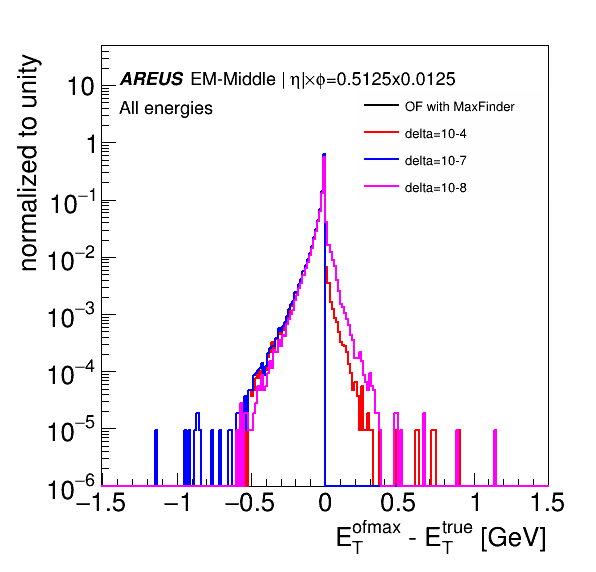 AREUS EM-Middle | η|×ϕ=0.5125x0.0125
All energies
OF with MaxFinder
delta=10-4
delta=10-7
delta=10-8
normalized to unity
10
1
10⁻¹
10⁻²
10⁻³
10⁻⁴
10⁻⁵
10⁻⁶
−1.5 −1 −0.5 0 0.5 1 1.5
E_T^ofmax - E_T^true [GeV]